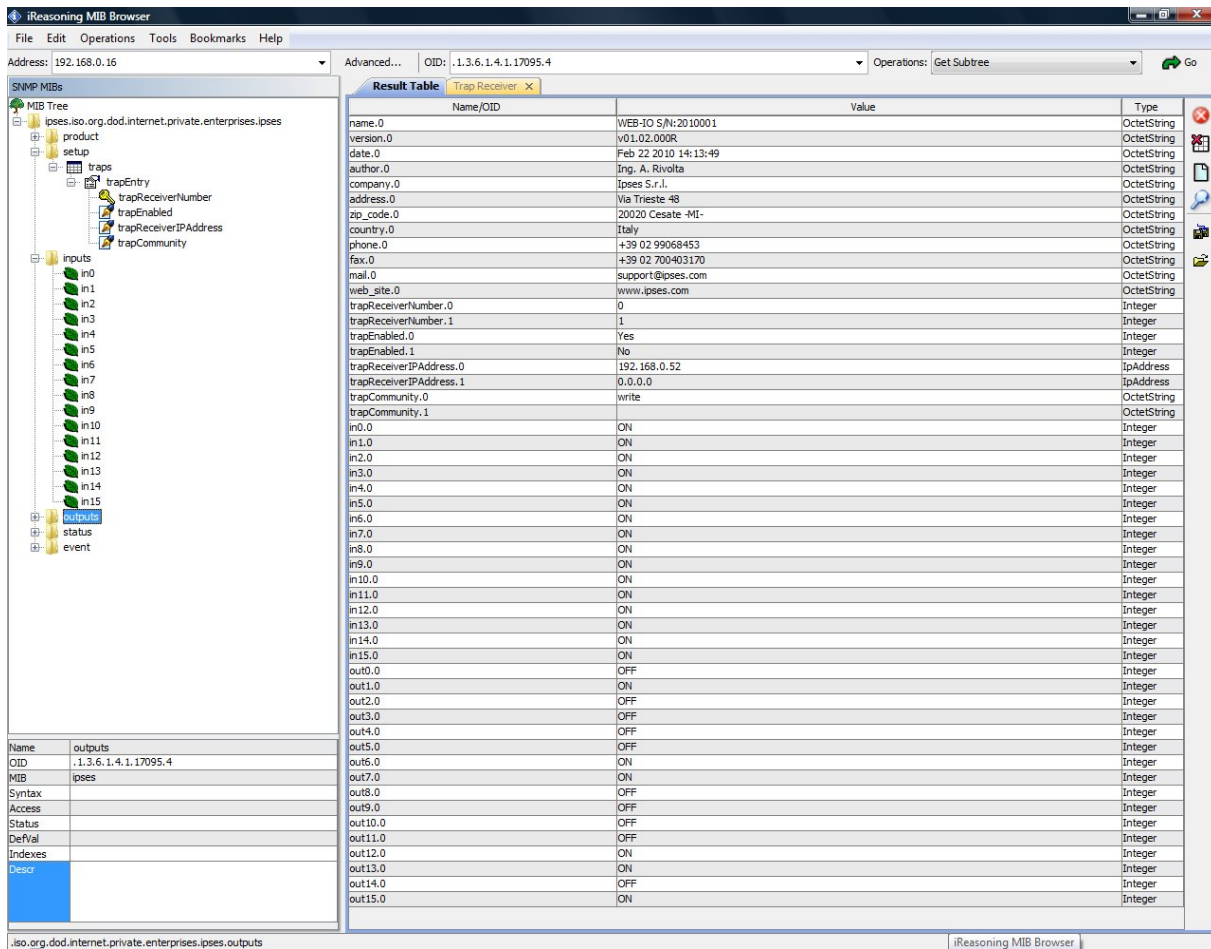 iReasoning MIB Browser
File Edit Operations Tools Bookmarks Help
Address: 192.168.0.16 Advanced... OID: .1.3.6.1.4.1.17095.4 Operations: Get Subtree Go
SNMP MIBs
MIB Tree
ipses.iso.org.dod.internet.private.enterprises.ipses
product
setup
traps
trapEntry
trapReceiverNumber
trapEnabled
trapReceiverIPAddress
trapCommunity
inputs
in0
in1
in2
in3
in4
in5
in6
in7
in8
in9
in10
in11
in12
in13
in14
in15
outputs
status
event
Name outputs
OID .1.3.6.1.4.1.17095.4
MIB ipses
Syntax
Access
Status
DefVal
Indexes
Descr
Result Table Trap Receiver X
Name/OID Value Type
name.0 WEB-IO S/N:2010001 OctetString
version.0 v01.02.000R OctetString
date.0 Feb 22 2010 14:13:49 OctetString
author.0 Ing. A. Rivolta OctetString
company.0 Ipses S.r.l. OctetString
address.0 Via Trieste 48 OctetString
zip_code.0 20020 Cesate -MI- OctetString
country.0 Italy OctetString
phone.0 +39 02 99068453 OctetString
fax.0 +39 02 700403170 OctetString
mail.0 support@ipses.com OctetString
web_site.0 www.ipses.com OctetString
trapReceiverNumber.0 0 Integer
trapReceiverNumber.1 1 Integer
trapEnabled.0 Yes Integer
trapEnabled.1 No Integer
trapReceiverIPAddress.0 192.168.0.52 IpAddress
trapReceiverIPAddress.1 0.0.0.0 IpAddress
trapCommunity.0 write OctetString
trapCommunity.1 OctetString
in0.0 ON Integer
in1.0 ON Integer
in2.0 ON Integer
in3.0 ON Integer
in4.0 ON Integer
in5.0 ON Integer
in6.0 ON Integer
in7.0 ON Integer
in8.0 ON Integer
in9.0 ON Integer
in10.0 ON Integer
in11.0 ON Integer
in12.0 ON Integer
in13.0 ON Integer
in14.0 ON Integer
in15.0 ON Integer
out0.0 OFF Integer
out1.0 ON Integer
out2.0 OFF Integer
out3.0 OFF Integer
out4.0 OFF Integer
out5.0 OFF Integer
out6.0 ON Integer
out7.0 ON Integer
out8.0 OFF Integer
out9.0 OFF Integer
out10.0 OFF Integer
out11.0 OFF Integer
out12.0 ON Integer
out13.0 ON Integer
out14.0 OFF Integer
out15.0 ON Integer
.iso.org.dod.internet.private.enterprises.ipses.outputs iReasoning MIB Browser